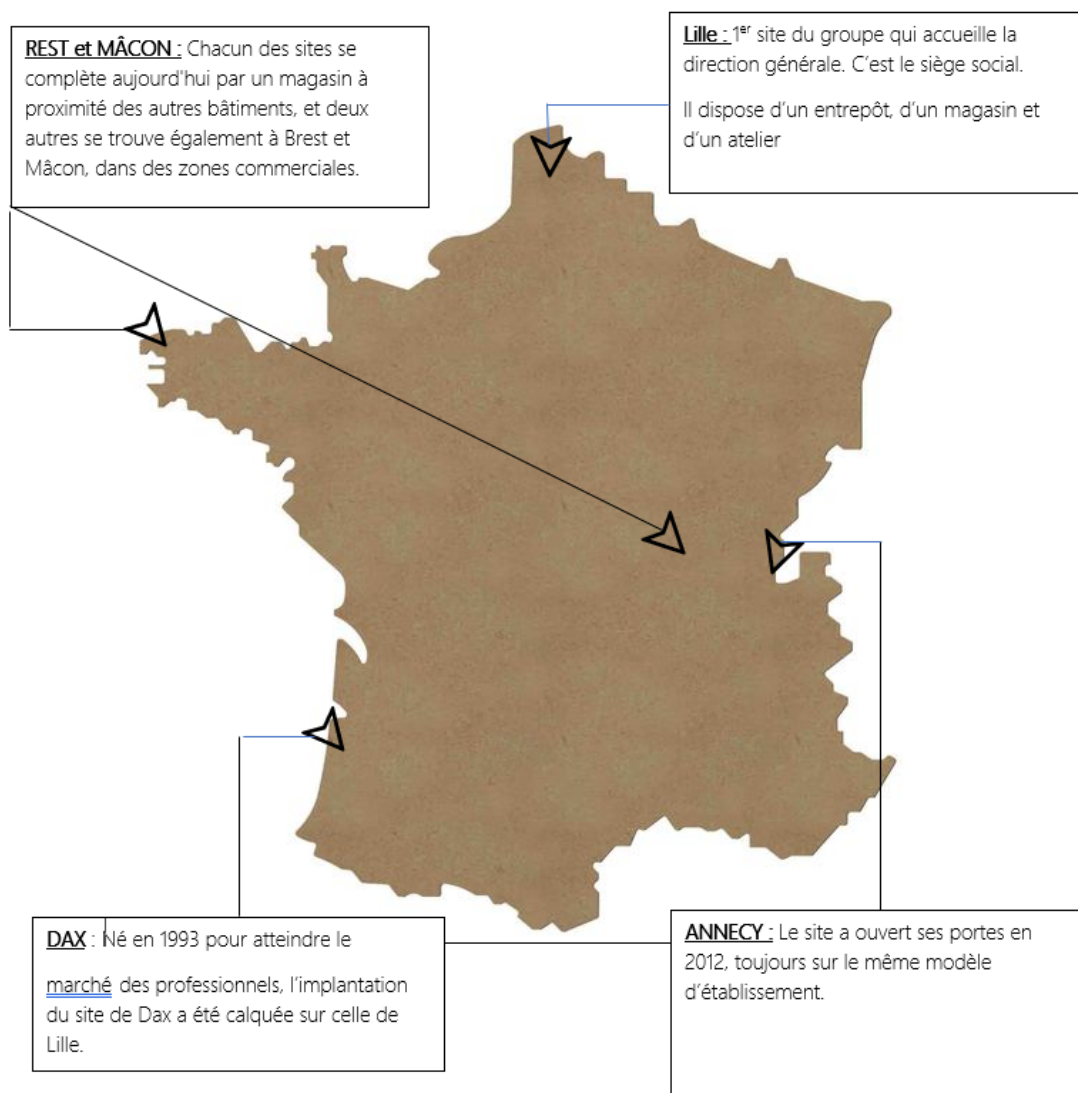 REST et MÂCON : Chacun des sites se
complète aujourd'hui par un magasin à
proximité des autres bâtiments, et deux
autres se trouve également à Brest et
Mâcon, dans des zones commerciales.
Lille : 1er site du groupe qui accueille la
direction générale. C’est le siège social.
Il dispose d’un entrepôt, d’un magasin et
d’un atelier
DAX : Né en 1993 pour atteindre le
marché des professionnels, l’implantation
du site de Dax a été calquée sur celle de
Lille.
ANNECY : Le site a ouvert ses portes en
2012, toujours sur le même modèle
d’établissement.